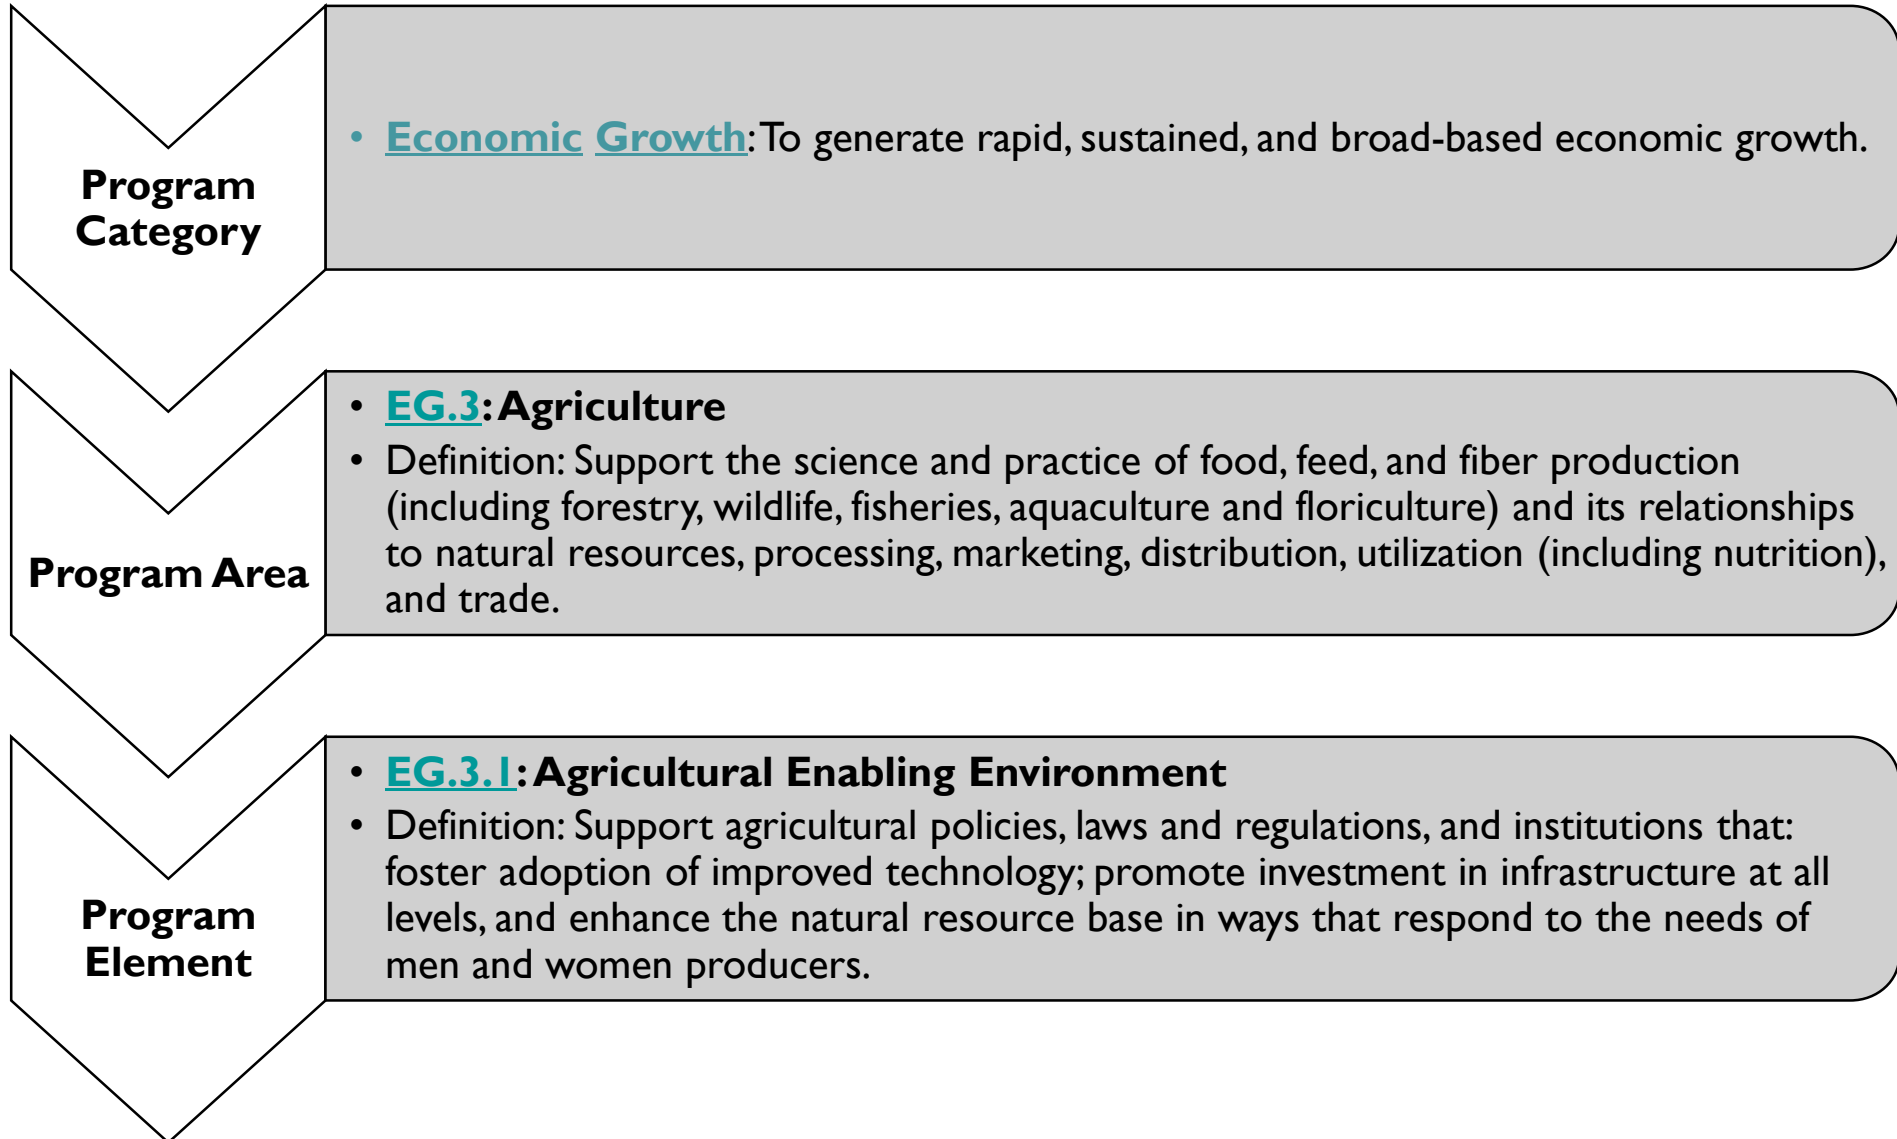 Program
Category
• Economic Growth: To generate rapid, sustained, and broad-based economic growth.
Program Area
• EG.3: Agriculture
• Definition: Support the science and practice of food, feed, and fiber production
(including forestry, wildlife, fisheries, aquaculture and floriculture) and its relationships
to natural resources, processing, marketing, distribution, utilization (including nutrition),
and trade.
Program
Element
• EG.3.1: Agricultural Enabling Environment
• Definition: Support agricultural policies, laws and regulations, and institutions that:
foster adoption of improved technology; promote investment in infrastructure at all
levels, and enhance the natural resource base in ways that respond to the needs of
men and women producers.